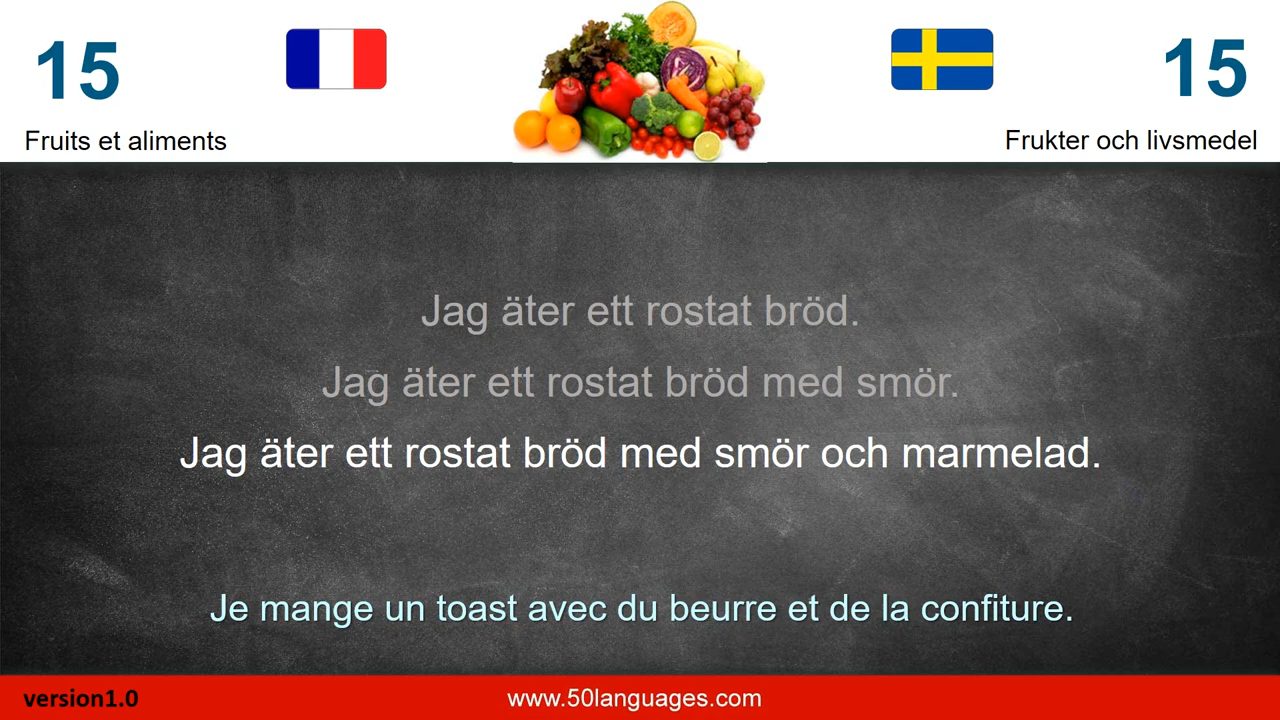 15
15
Fruits et aliments
Frukter och livsmedel
Jag äter ett rostat bröd.
Jag äter ett rostat bröd med smör.
Jag äter ett rostat bröd med smör och marmelad.
Je mange un toast avec du beurre et de la confiture.
version1.0
www.50languages.com